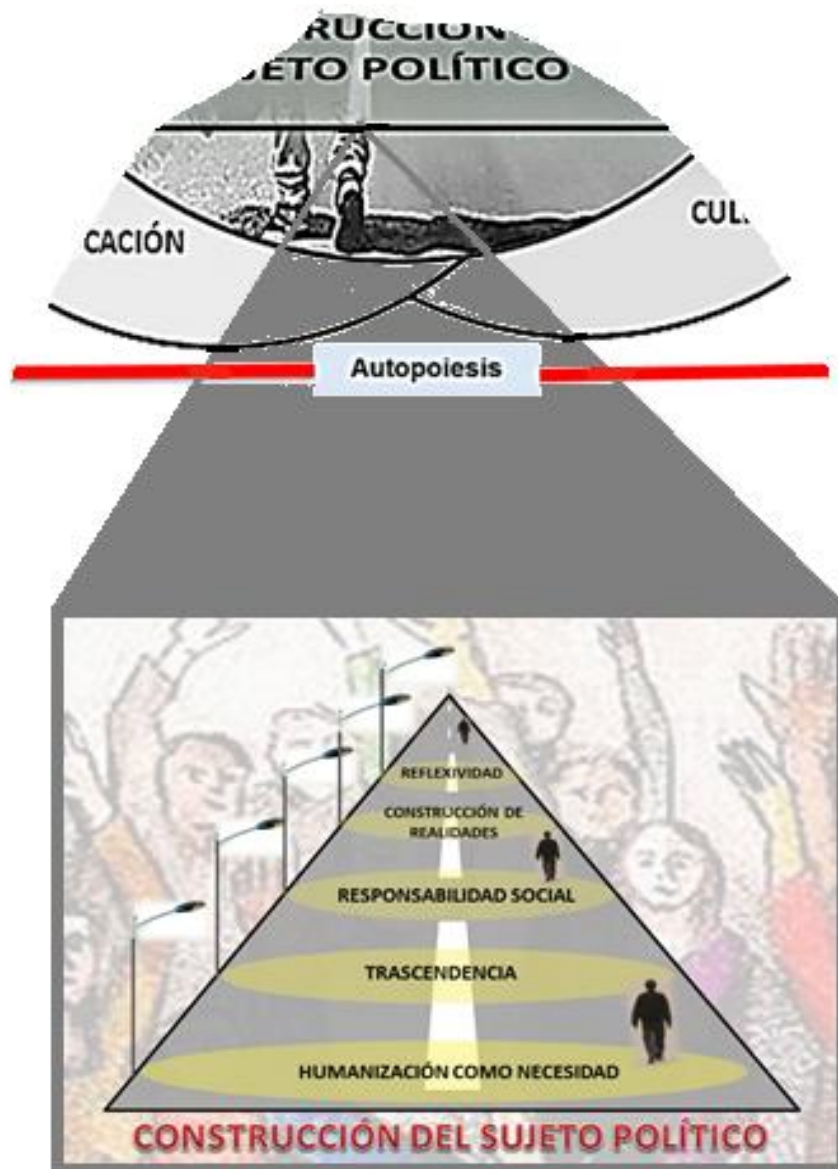 RUCCIÓN
JETO POLÍTICO
CACIÓN
CUL
Autopoiesis
REFLEXIVIDAD
CONSTRUCCIÓN DE
REALIDADES
RESPONSABILIDAD SOCIAL
TRASCENDENCIA
HUMANIZACIÓN COMO NECESIDAD
CONSTRUCCIÓN DEL SUJETO POLÍTICO